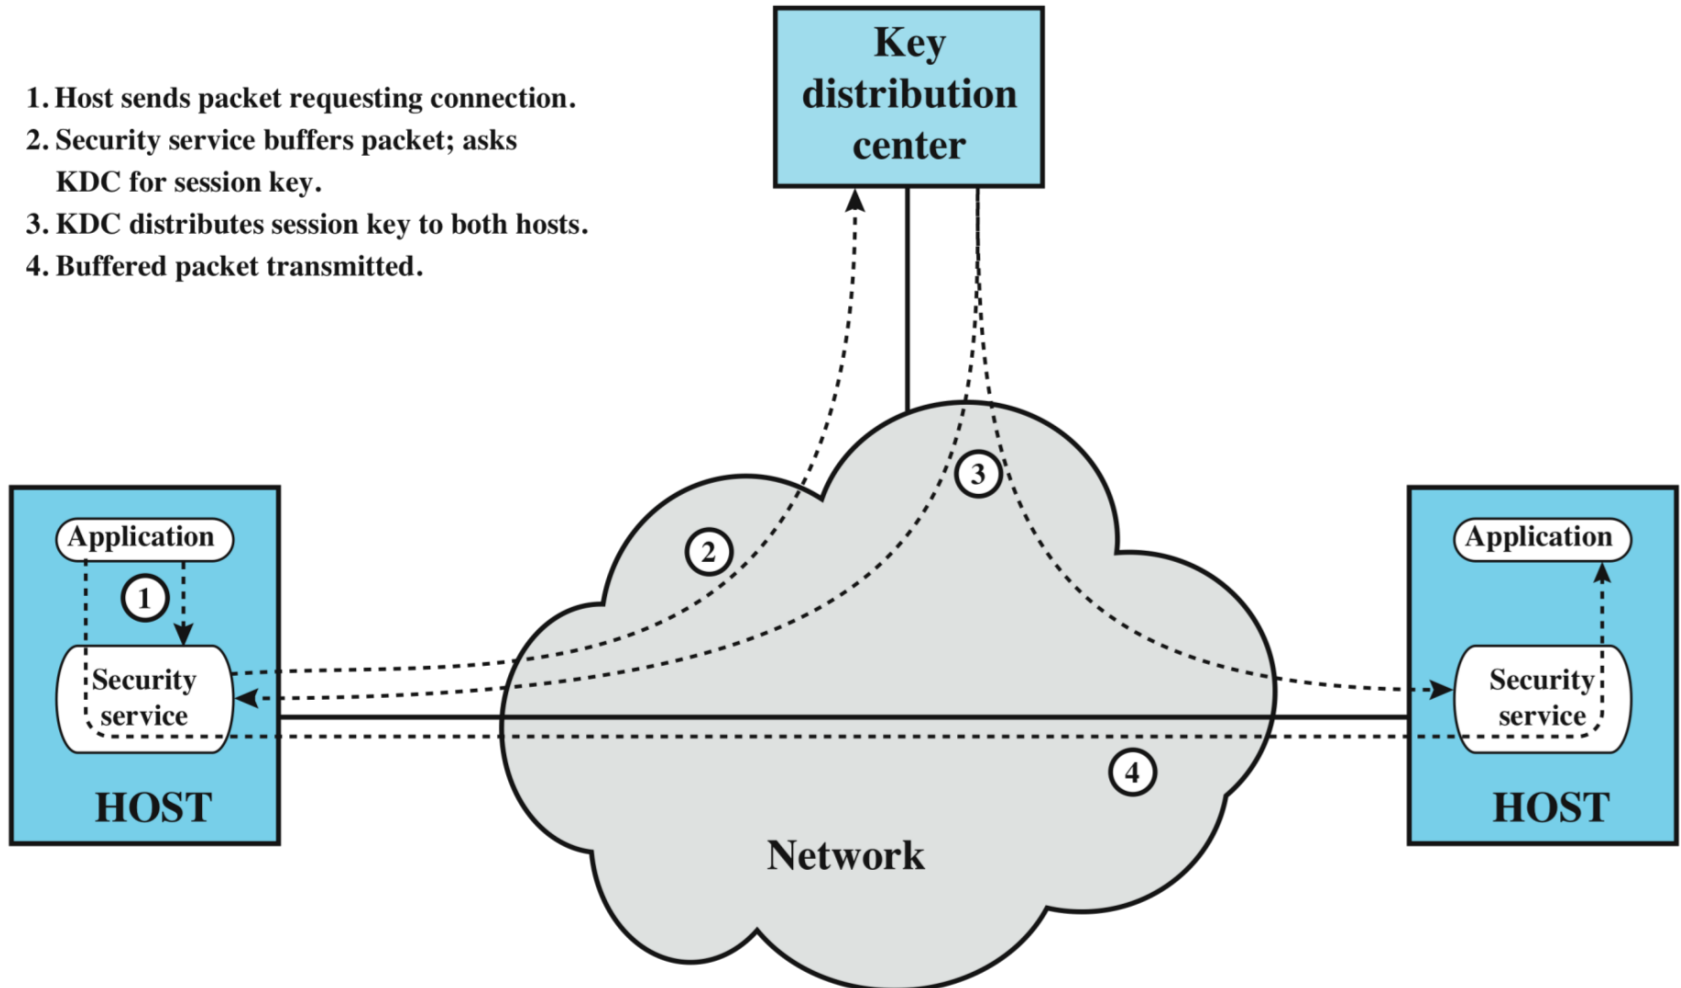 Key
distribution
center
1. Host sends packet requesting connection.
2. Security service buffers packet; asks
KDC for session key.
3. KDC distributes session key to both hosts.
4. Buffered packet transmitted.
3
2
Application
1
Security
service
HOST
Application
Security
service
HOST
4
Network